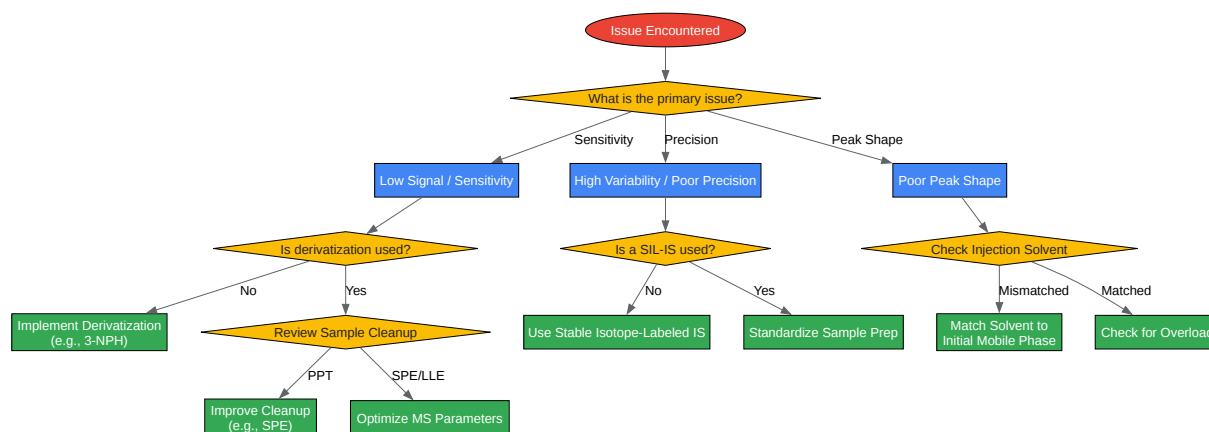 Issue Encountered
What is the primary issue?
Sensitivity
Precision
Peak Shape
Low Signal / Sensitivity
High Variability / Poor Precision
Poor Peak Shape
Is derivatization used?
Is a SIL-IS used?
Check Injection Solvent
No
Yes
No
Yes
Mismatched
Matched
Implement Derivatization
(e.g., 3-NPH)
Review Sample Cleanup
Use Stable Isotope-Labeled IS
Standardize Sample Prep
Match Solvent to
Initial Mobile Phase
Check for Overload
PPT
SPE/LLE
Improve Cleanup
(e.g., SPE)
Optimize MS Parameters